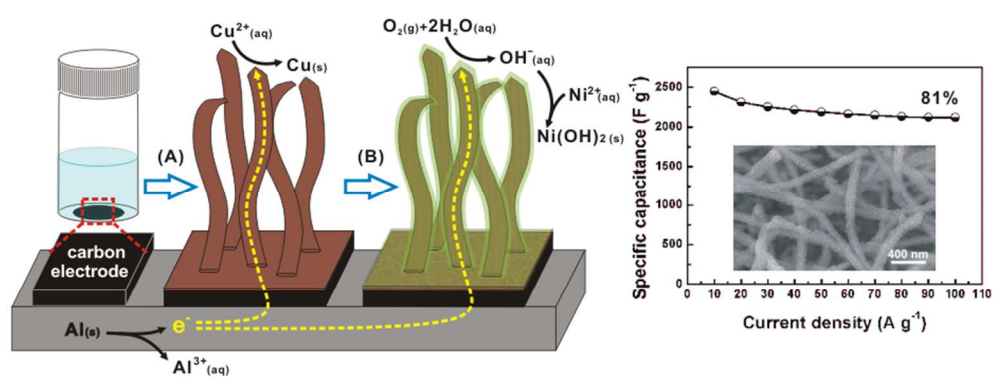 Cu²⁺(aq)
Cu(s)
O₂(g)+2H₂O(aq)
OH⁻(aq)
Ni²⁺(aq)
Ni(OH)₂(s)
(A)
(B)
carbon
electrode
Al(s)
e⁻
Al³⁺(aq)
Specific capacitance (F g⁻¹)
2500
2000
1500
1000
500
0
81%
400 nm
0 10 20 30 40 50 60 70 80 90 100 110
Current density (A g⁻¹)